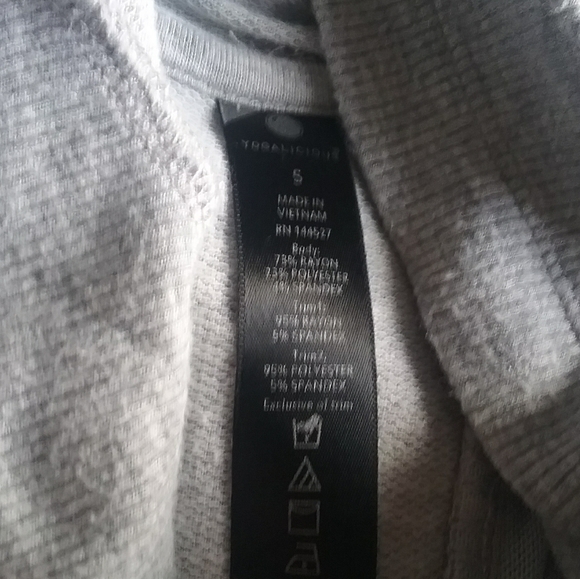 YOGALICIOUS
S
MADE IN
VIETNAM
RN 144527
Body:
73% RAYON
23% POLYESTER
4% SPANDEX
Trim1:
95% RAYON
5% SPANDEX
Trim2:
95% POLYESTER
5% SPANDEX
Exclusive of trim